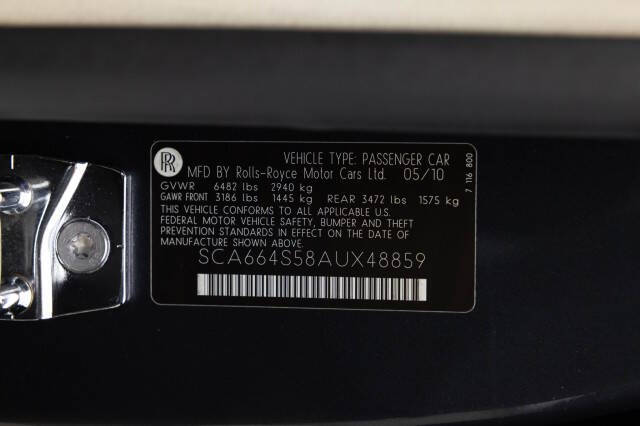 RR
VEHICLE TYPE: PASSENGER CAR
MFD BY Rolls-Royce Motor Cars Ltd. 05/10
GVWR 6482 lbs 2940 kg
GAWR FRONT 3186 lbs 1445 kg REAR 3472 lbs 1575 kg
THIS VEHICLE CONFORMS TO ALL APPLICABLE U.S.
FEDERAL MOTOR VEHICLE SAFETY, BUMPER AND THEFT
PREVENTION STANDARDS IN EFFECT ON THE DATE OF
MANUFACTURE SHOWN ABOVE.
SCA664S58AUX48859
7 116 800